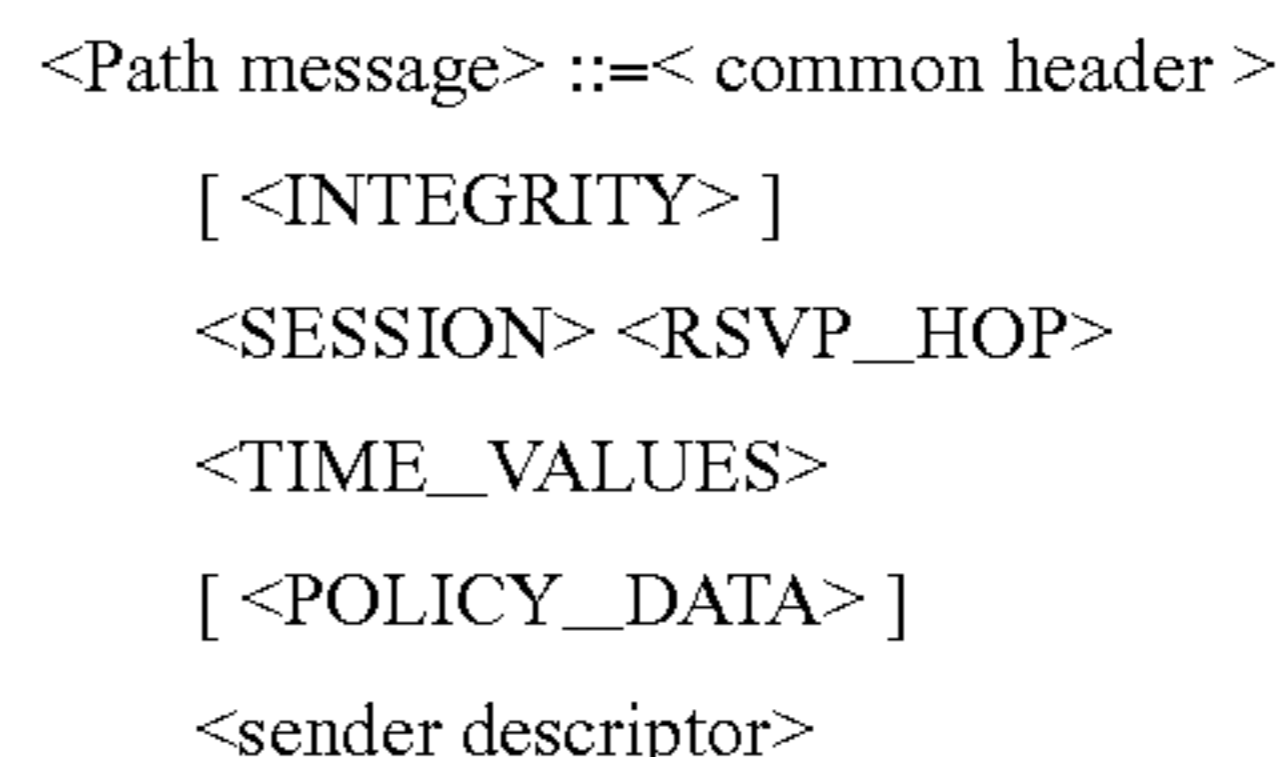 <Path message> ::=< common header >
[ <INTEGRITY> ]
<SESSION> <RSVP_HOP>
<TIME_VALUES>
[ <POLICY_DATA> ]
<sender descriptor>